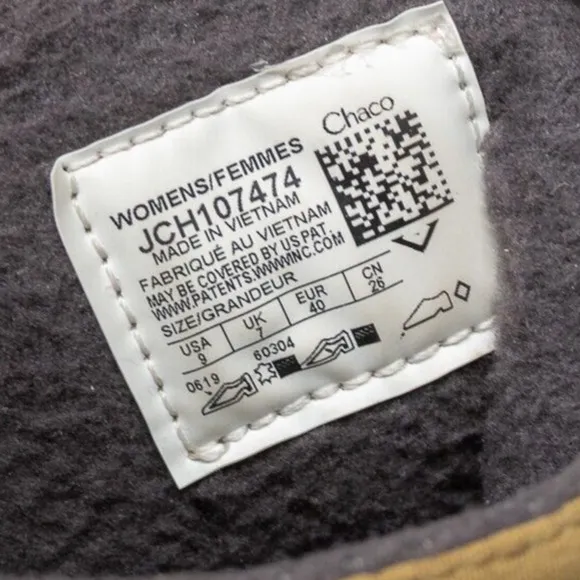 Chaco
WOMENS/FEMMES
JCH107474
MADE IN VIETNAM
FABRIQUÉ AU VIETNAM
MAY BE COVERED BY US PAT.
WWW.PATENTS.WWWINC.COM
SIZE/GRANDEUR
USA UK EUR CN
9 7 40 26
0619 60304